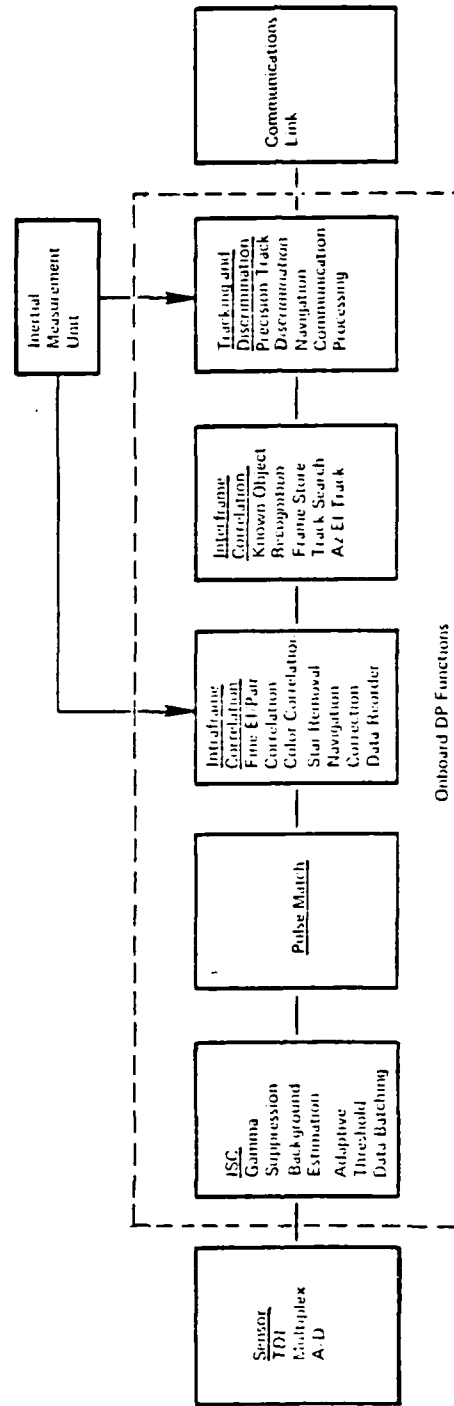 Inertial
Measurement
Unit
Sensor
TDI
Multiplex
A/D
ISC
Gamma
Suppression
Background
Estimation
Adaptive
Threshold
Data Batching
Pulse Match
Intraframe
Correlation
Fine El/Pair
Correlation
Color Correlation
Star Removal
Navigation
Correction
Data Reorder
Interframe
Correlation
Known Object
Recognition
Frame Store
Track Search
Az El Track
Tracking and
Discrimination
Precision Track
Discrimination
Navigation
Communication
Processing
Communications
Link
Onboard DP Functions